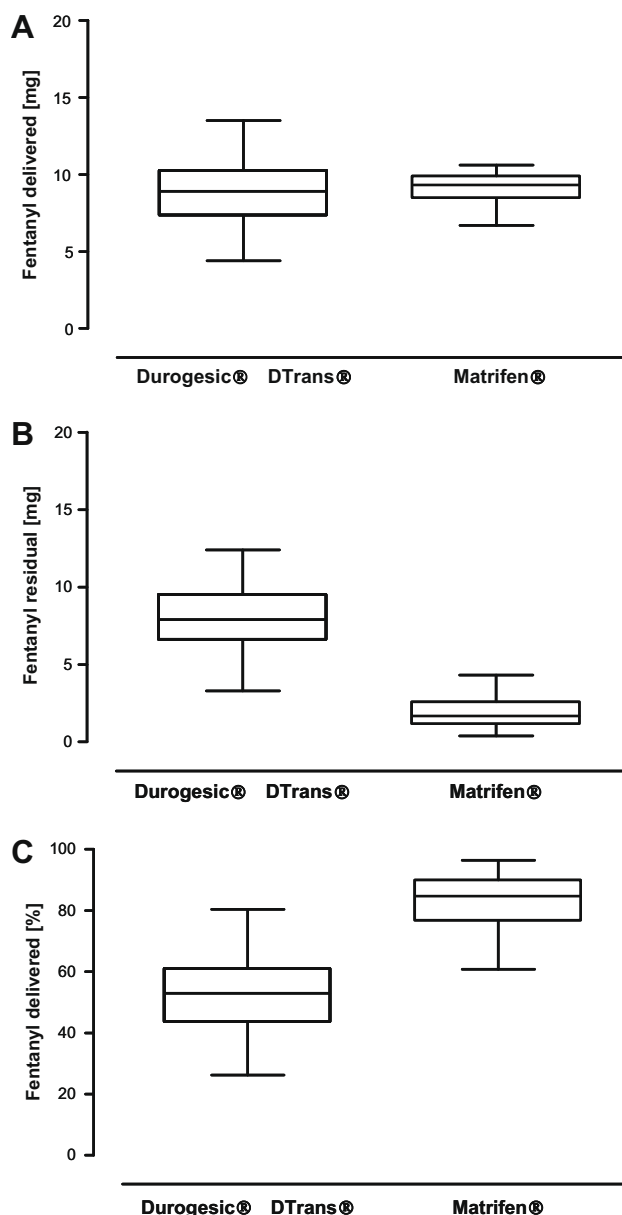 A
Fentanyl delivered [mg]
20
15
10
5
0
Durogesic® DTrans® Matrifen®
B
Fentanyl residual [mg]
20
15
10
5
0
Durogesic® DTrans® Matrifen®
C
Fentanyl delivered [%]
100
80
60
40
20
0
Durogesic® DTrans® Matrifen®